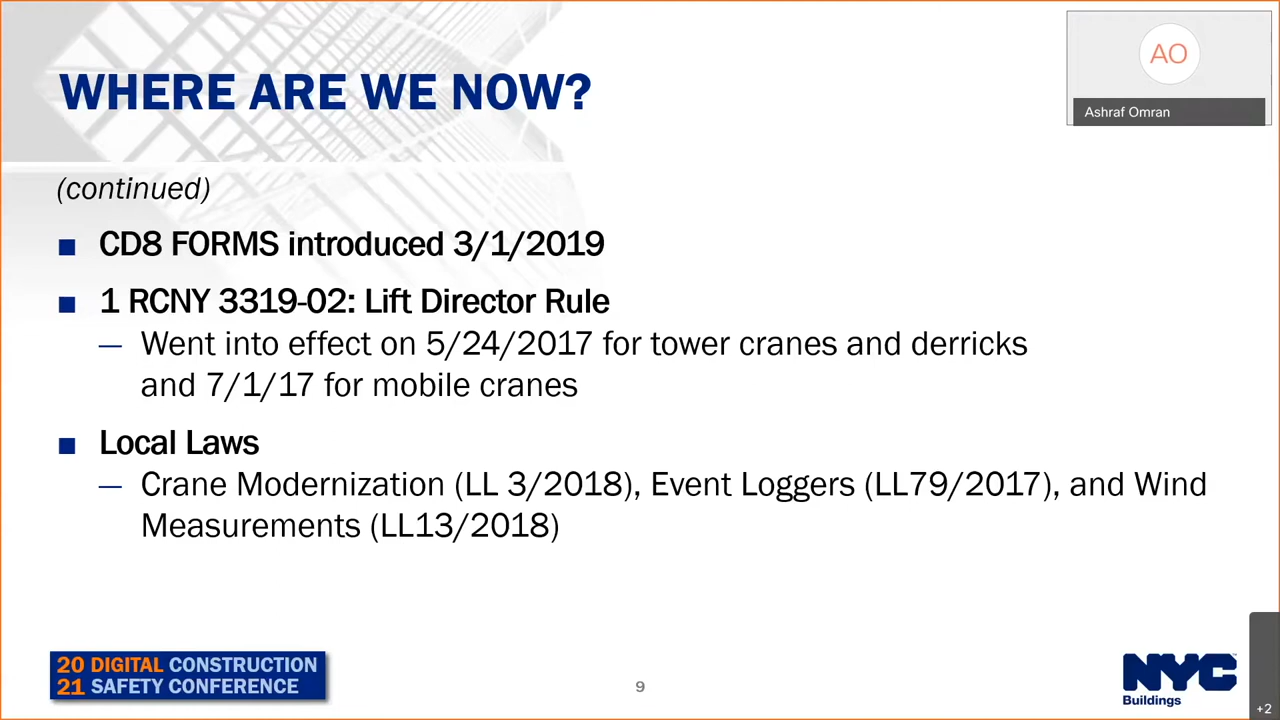 AO
Ashraf Omran
WHERE ARE WE NOW?
(continued)
■ CD8 FORMS introduced 3/1/2019
■ 1 RCNY 3319-02: Lift Director Rule
— Went into effect on 5/24/2017 for tower cranes and derricks
and 7/1/17 for mobile cranes
■ Local Laws
— Crane Modernization (LL 3/2018), Event Loggers (LL79/2017), and Wind
Measurements (LL13/2018)
20 DIGITAL CONSTRUCTION
21 SAFETY CONFERENCE
9
NYC™
Buildings
+2